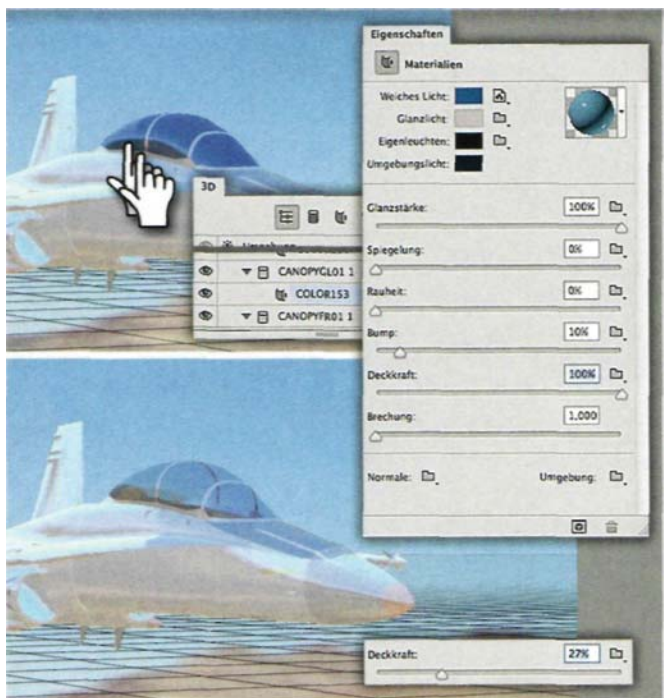 Eigenschaften
Materialien
Weiches Licht:
Glanzlicht:
Eigenleuchten:
Umgebungslicht:
Glanzstärke: 100%
Spiegelung: 0%
Rauheit: 0%
Bump: 10%
Deckkraft: 100%
Brechung: 1,000
Normale: Umgebung:
3D
CANOPYGL01 1
COLOR153
CANOPYFR01 1
Deckkraft: 27%